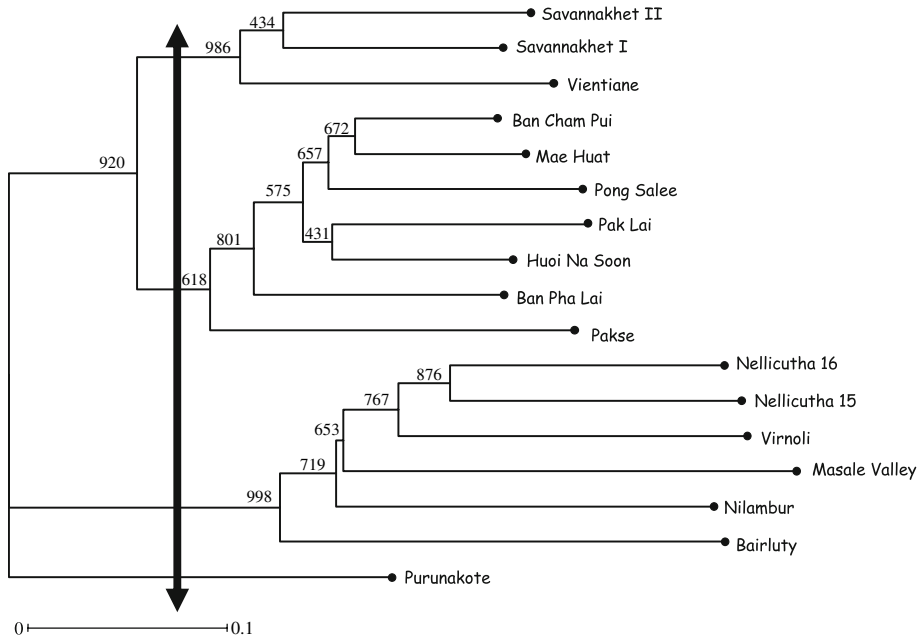 434
Savannakhet II
986
Savannakhet I
Vientiane
672
Ban Cham Pui
657
Mae Huat
920
575
Pong Salee
431
Pak Lai
801
Huoi Na Soon
618
Ban Pha Lai
Pakse
876
Nellicutha 16
767
Nellicutha 15
653
Virnoli
719
Masale Valley
998
Nilambur
Bairluty
Purunakote
0 0.1